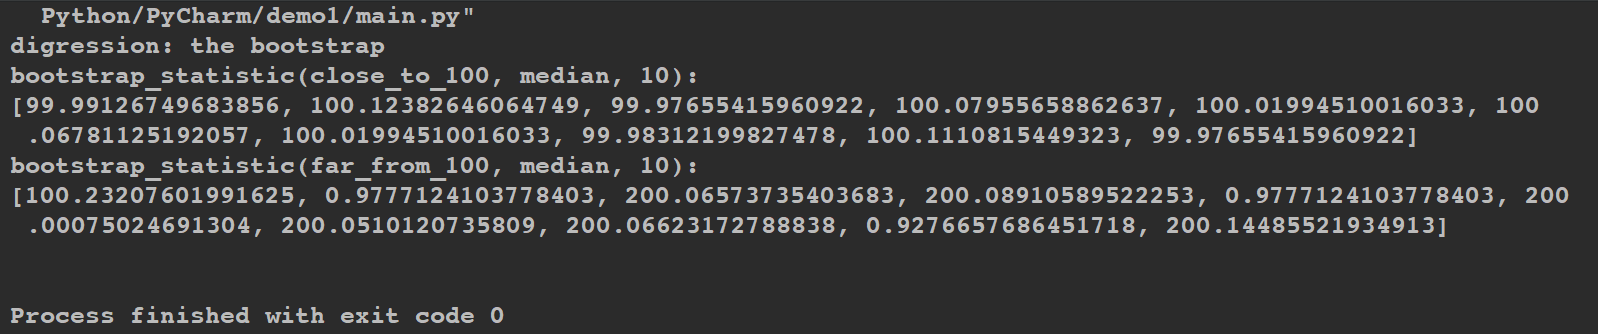 Python/PyCharm/demo1/main.py"
digression: the bootstrap
bootstrap_statistic(close_to_100, median, 10):
[99.99126749683856, 100.12382646064749, 99.97655415960922, 100.07955658862637, 100.01994510016033, 100
.06781125192057, 100.01994510016033, 99.98312199827478, 100.1110815449323, 99.97655415960922]
bootstrap_statistic(far_from_100, median, 10):
[100.23207601991625, 0.9777124103778403, 200.06573735403683, 200.08910589522253, 0.9777124103778403, 200
.00075024691304, 200.0510120735809, 200.06623172788838, 0.9276657686451718, 200.14485521934913]
Process finished with exit code 0